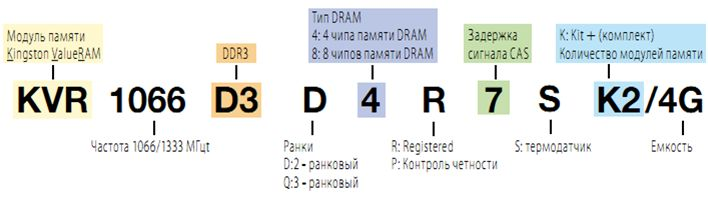 Модуль памяти
Kingston ValueRAM
DDR3
Тип DRAM
4: 4 чипа памяти DRAM
8: 8 чипов памяти DRAM
Задержка
сигнала CAS
K: Kit + (комплект)
Количество модулей памяти
KVR 1066 D3 D 4 R 7 S K2/4G
Частота 1066/1333 МГцt
Ранки
D:2 - ранковый
Q:3 - ранковый
R: Registered
P: Контроль четности
S: термодатчик
Емкость